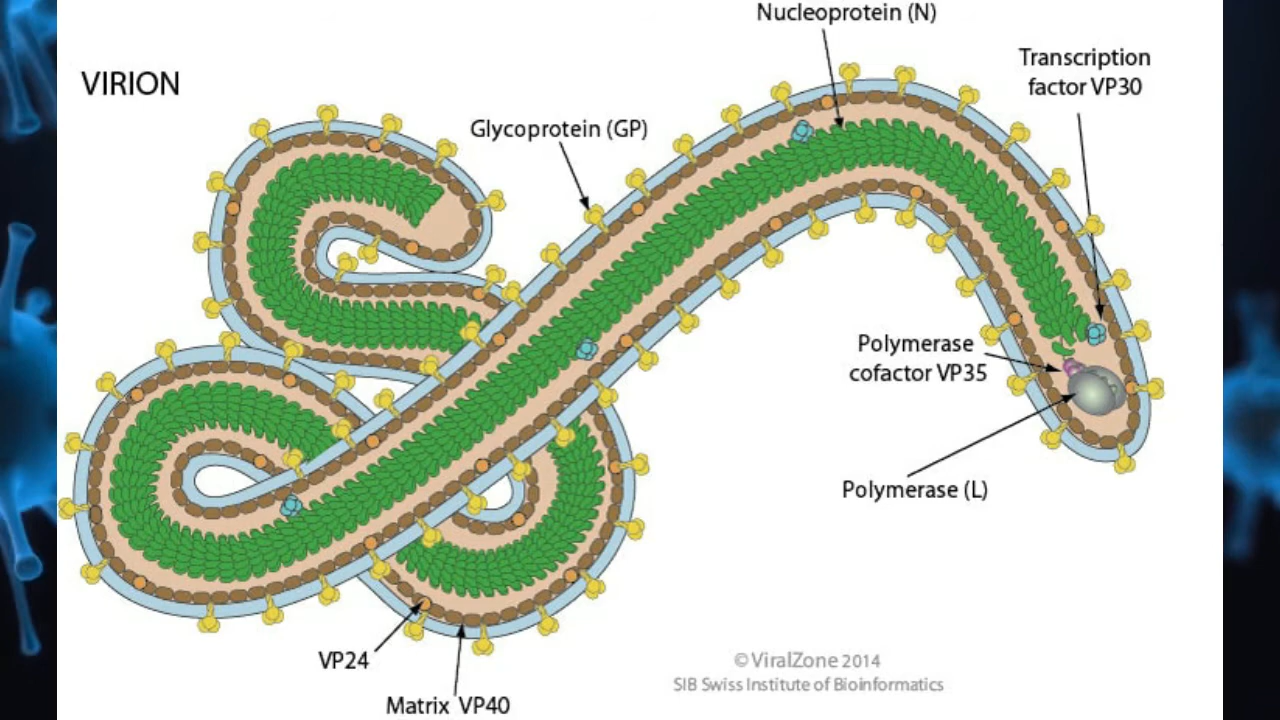 Nucleoprotein (N)
VIRION
Transcription
factor VP30
Glycoprotein (GP)
Polymerase
cofactor VP35
Polymerase (L)
VP24
Matrix VP40
© ViralZone 2014
SIB Swiss Institute of Bioinformatics